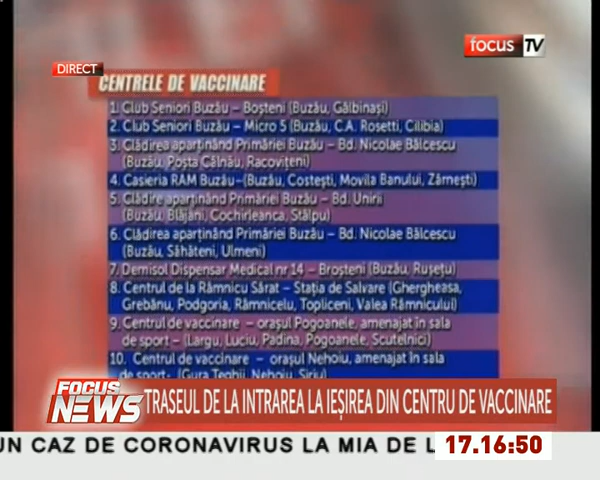 focus TV
DIRECT
CENTRELE DE VACCINARE
1. Club Seniori Buzău – Boșteni (Buzău, Gălbinași)
2. Club Seniori Buzău – Micro 5 (Buzău, C.A. Rosetti, Cilibia)
3. Clădirea aparținând Primăriei Buzău – Bd. Nicolae Bălcescu
(Buzău, Poșta Câlnău, Racovițeni)
4. Casieria RAM Buzău–(Buzău, Costești, Movila Banului, Zărnești)
5. Clădire aparținând Primăriei Buzău – Bd. Unirii
(Buzău, Blăjani, Cochirleanca, Stâlpu)
6. Clădirea aparținând Primăriei Buzău – Bd. Nicolae Bălcescu
(Buzău, Săhăteni, Ulmeni)
7. Demisol Dispensar Medical nr 14 – Broșteni (Buzău, Rușețu)
8. Centrul de la Râmnicu Sărat – Stația de Salvare (Ghergheasa,
Grebănu, Podgoria, Râmnicelu, Topliceni, Valea Râmnicului)
9. Centrul de vaccinare – orașul Pogoanele, amenajat în sala
de sport – (Largu, Luciu, Padina, Pogoanele, Scutelnici)
10. Centrul de vaccinare – orașul Nehoiu, amenajat în sala
de sport- (Gura Teghii, Nehoiu, Siriu)
FOCUS
NEWS
TRASEUL DE LA INTRAREA LA IEȘIREA DIN CENTRU DE VACCINARE
UN CAZ DE CORONAVIRUS LA MIA DE L
17.16:50